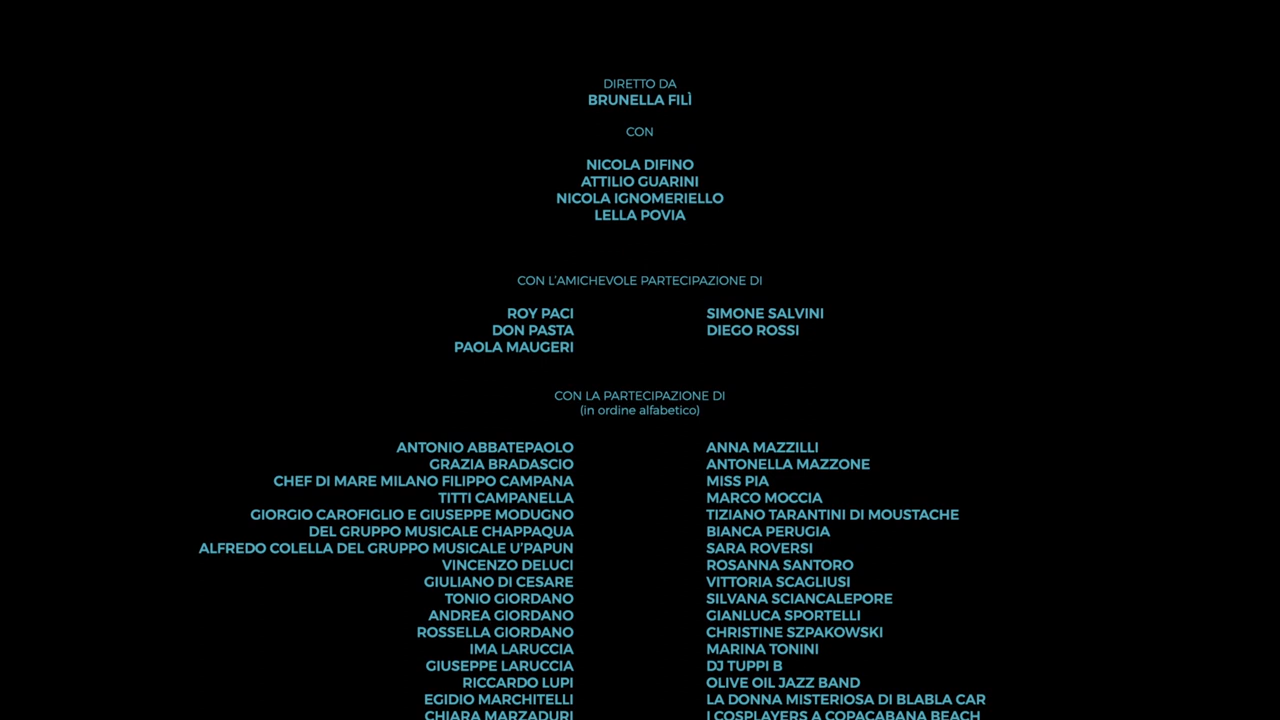 DIRETTO DA
BRUNELLA FILÌ
CON
NICOLA DIFINO
ATTILIO GUARINI
NICOLA IGNOMERIELLO
LELLA POVIA
CON L'AMICHEVOLE PARTECIPAZIONE DI
ROY PACI
DON PASTA
PAOLA MAUGERI
SIMONE SALVINI
DIEGO ROSSI
CON LA PARTECIPAZIONE DI
(in ordine alfabetico)
ANTONIO ABBATEPAOLO
GRAZIA BRADASCIO
CHEF DI MARE MILANO FILIPPO CAMPANA
TITTI CAMPANELLA
GIORGIO CAROFIGLIO E GIUSEPPE MODUGNO
DEL GRUPPO MUSICALE CHAPPAQUA
ALFREDO COLELLA DEL GRUPPO MUSICALE U'PAPUN
VINCENZO DELUCI
GIULIANO DI CESARE
TONIO GIORDANO
ANDREA GIORDANO
ROSSELLA GIORDANO
IMA LARUCCIA
GIUSEPPE LARUCCIA
RICCARDO LUPI
EGIDIO MARCHITELLI
CHIARA MARZADURI
ANNA MAZZILLI
ANTONELLA MAZZONE
MISS PIA
MARCO MOCCIA
TIZIANO TARANTINI DI MOUSTACHE
BIANCA PERUGIA
SARA ROVERSI
ROSANNA SANTORO
VITTORIA SCAGLIUSI
SILVANA SCIANCALEPORE
GIANLUCA SPORTELLI
CHRISTINE SZPAKOWSKI
MARINA TONINI
DJ TUPPI B
OLIVE OIL JAZZ BAND
LA DONNA MISTERIOSA DI BLABLA CAR
I COSPLAYERS A COPACABANA BEACH